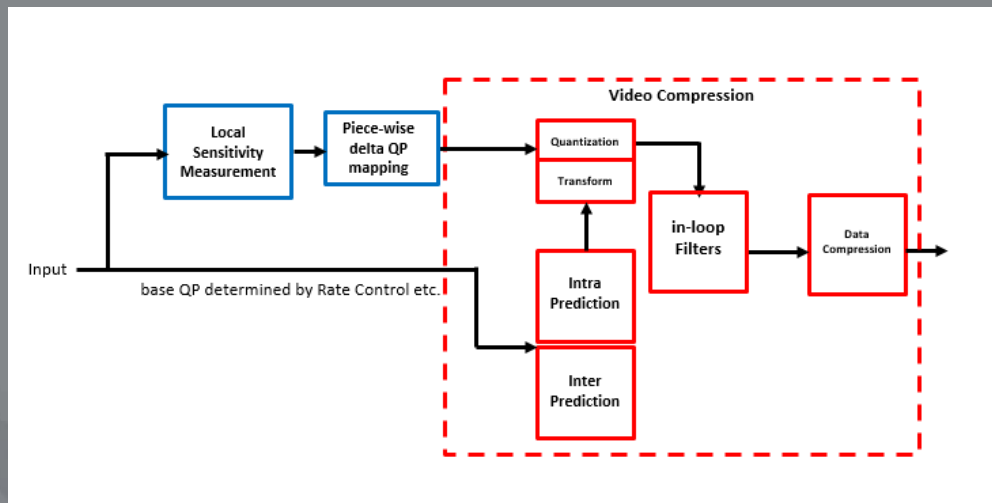 Video Compression
Local
Sensitivity
Measurement
Piece-wise
delta QP
mapping
Quantization
Transform
in-loop
Filters
Data
Compression
Input
base QP determined by Rate Control etc.
Intra
Prediction
Inter
Prediction